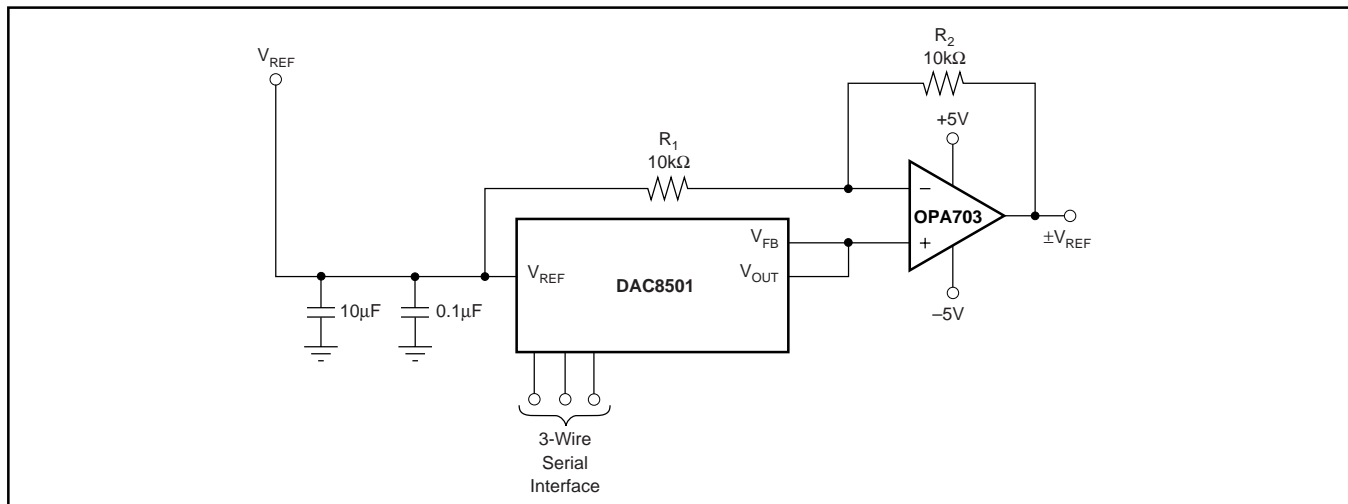 V_REF
R_2
10kΩ
+5V
R_1
10kΩ
–
OPA703
+
±V_REF
–5V
V_FB
V_REF
DAC8501
V_OUT
10μF
0.1μF
3-Wire
Serial
Interface